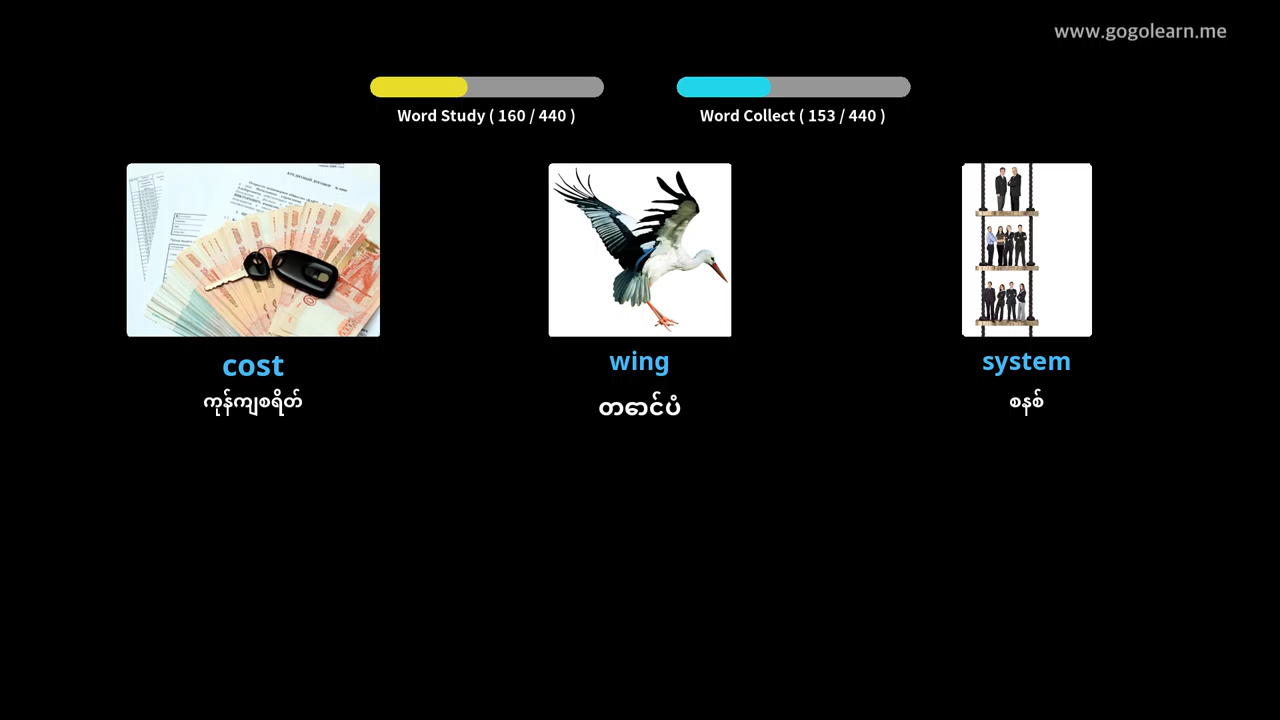 www.gogolearn.me
Word Study ( 160 / 440 )
Word Collect ( 153 / 440 )
cost
wing
system
ကုန်ကျစရိတ်
တောင်ပံ
စနစ်